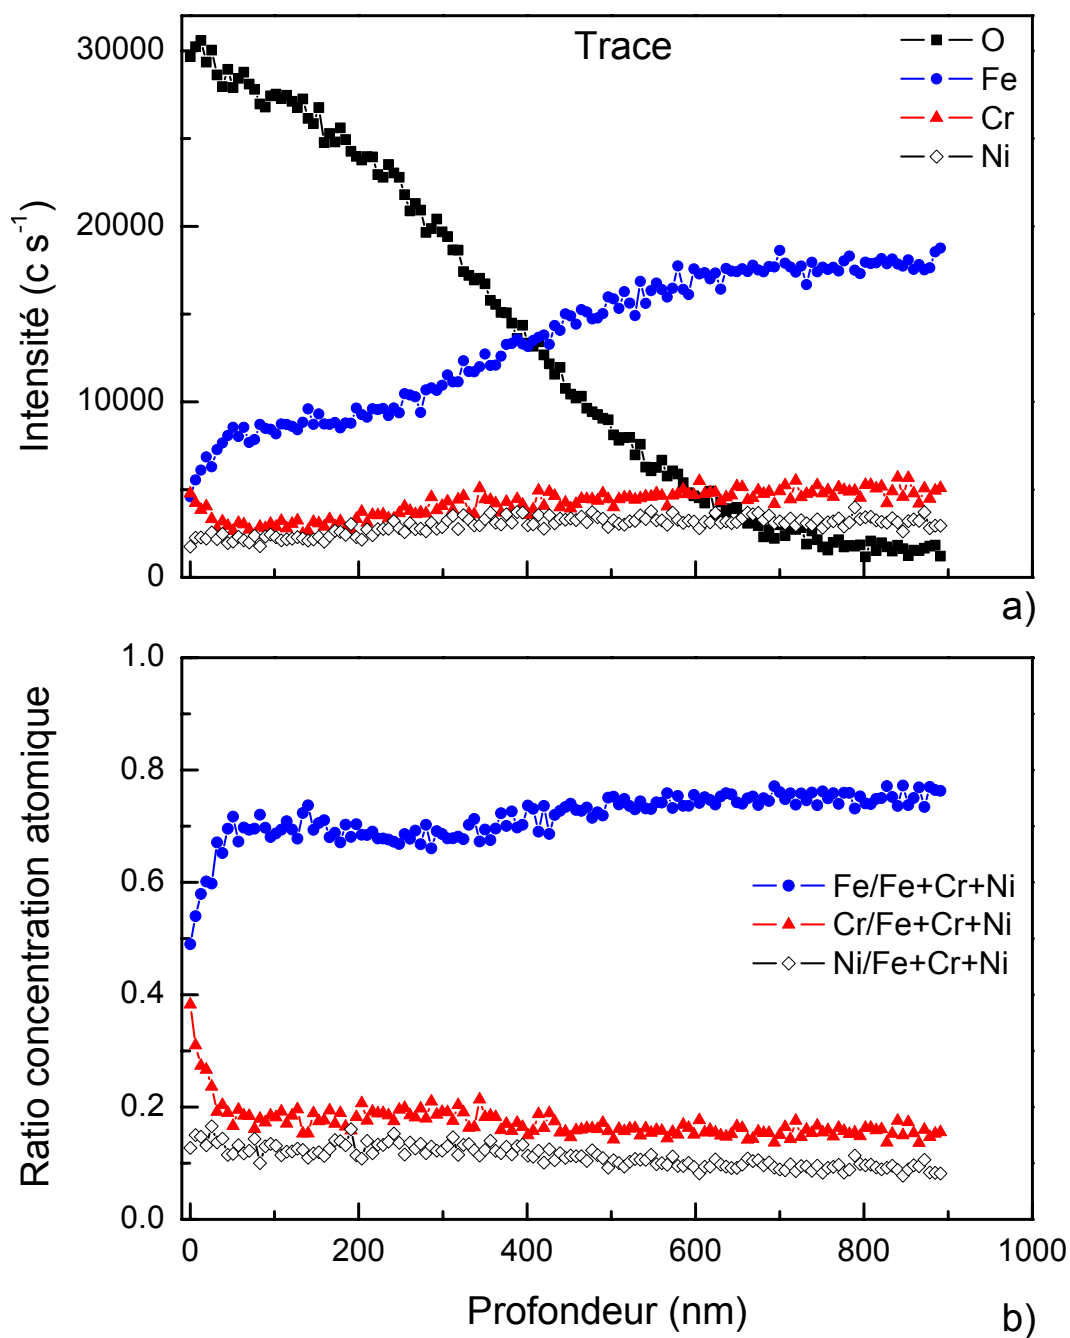 Trace
O
Fe
Cr
Ni
30000
20000
10000
0
Intensité (c s⁻¹)
a)
1.0
0.8
0.6
0.4
0.2
0.0
Ratio concentration atomique
Fe/Fe+Cr+Ni
Cr/Fe+Cr+Ni
Ni/Fe+Cr+Ni
0 200 400 600 800 1000
Profondeur (nm)
b)